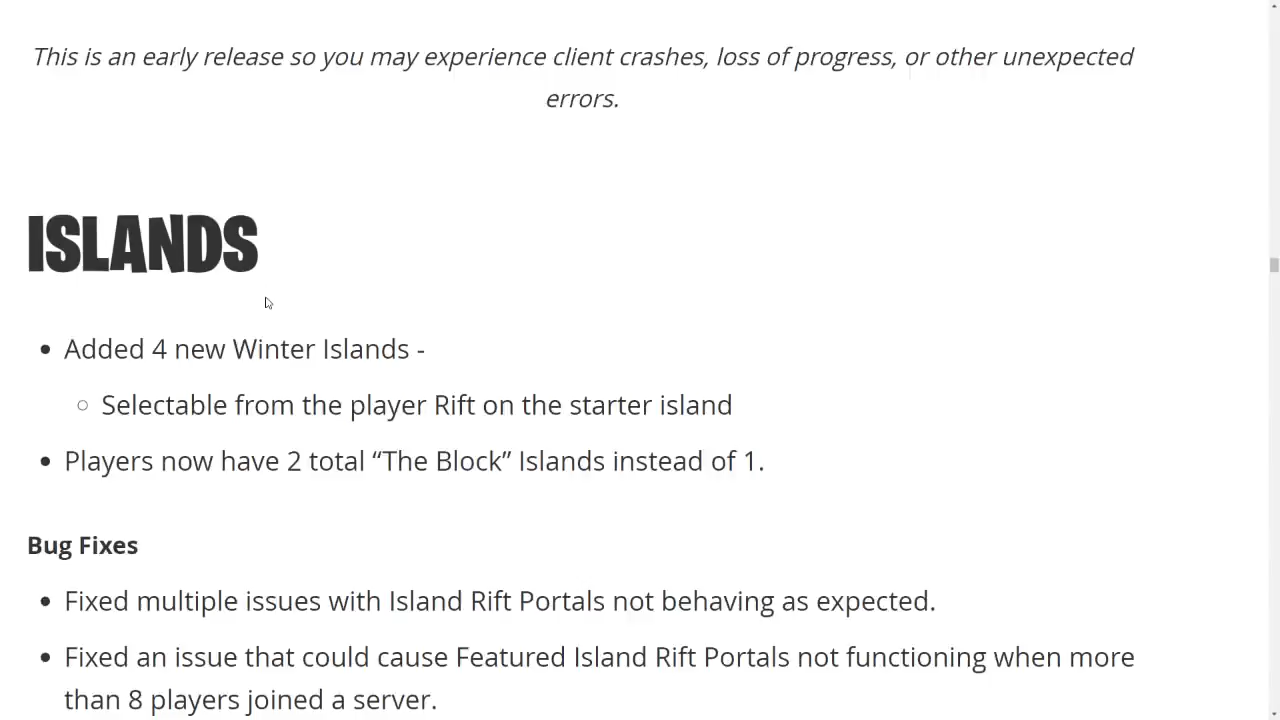 This is an early release so you may experience client crashes, loss of progress, or other unexpected
errors.
ISLANDS
• Added 4 new Winter Islands -
○ Selectable from the player Rift on the starter island
• Players now have 2 total “The Block” Islands instead of 1.
Bug Fixes
• Fixed multiple issues with Island Rift Portals not behaving as expected.
• Fixed an issue that could cause Featured Island Rift Portals not functioning when more
than 8 players joined a server.